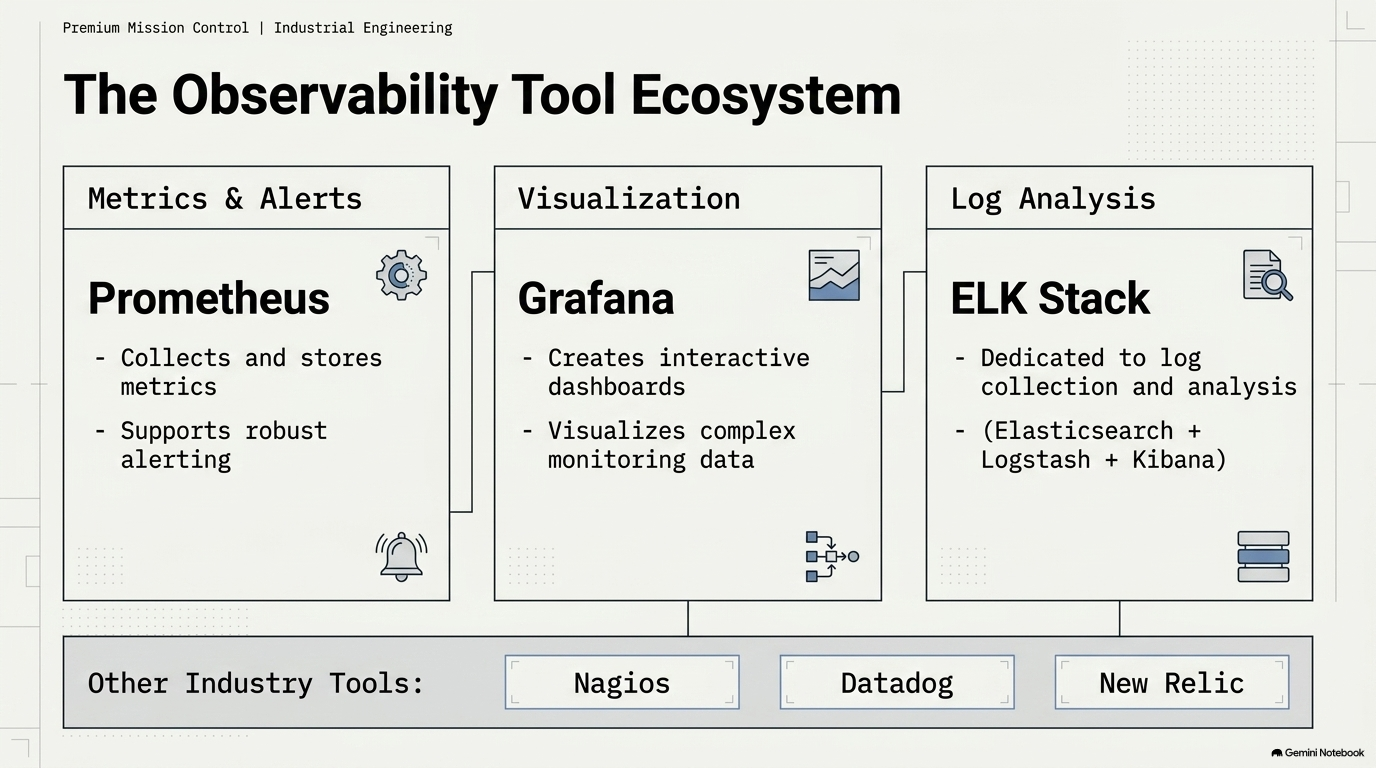 Premium Mission Control | Industrial Engineering
The Observability Tool Ecosystem
Metrics & Alerts
Prometheus
- Collects and stores
metrics
- Supports robust
alerting
Visualization
Grafana
- Creates interactive
dashboards
- Visualizes complex
monitoring data
Log Analysis
ELK Stack
- Dedicated to log
collection and analysis
- (Elasticsearch +
Logstash + Kibana)
Other Industry Tools:
Nagios
Datadog
New Relic
Gemini Notebook